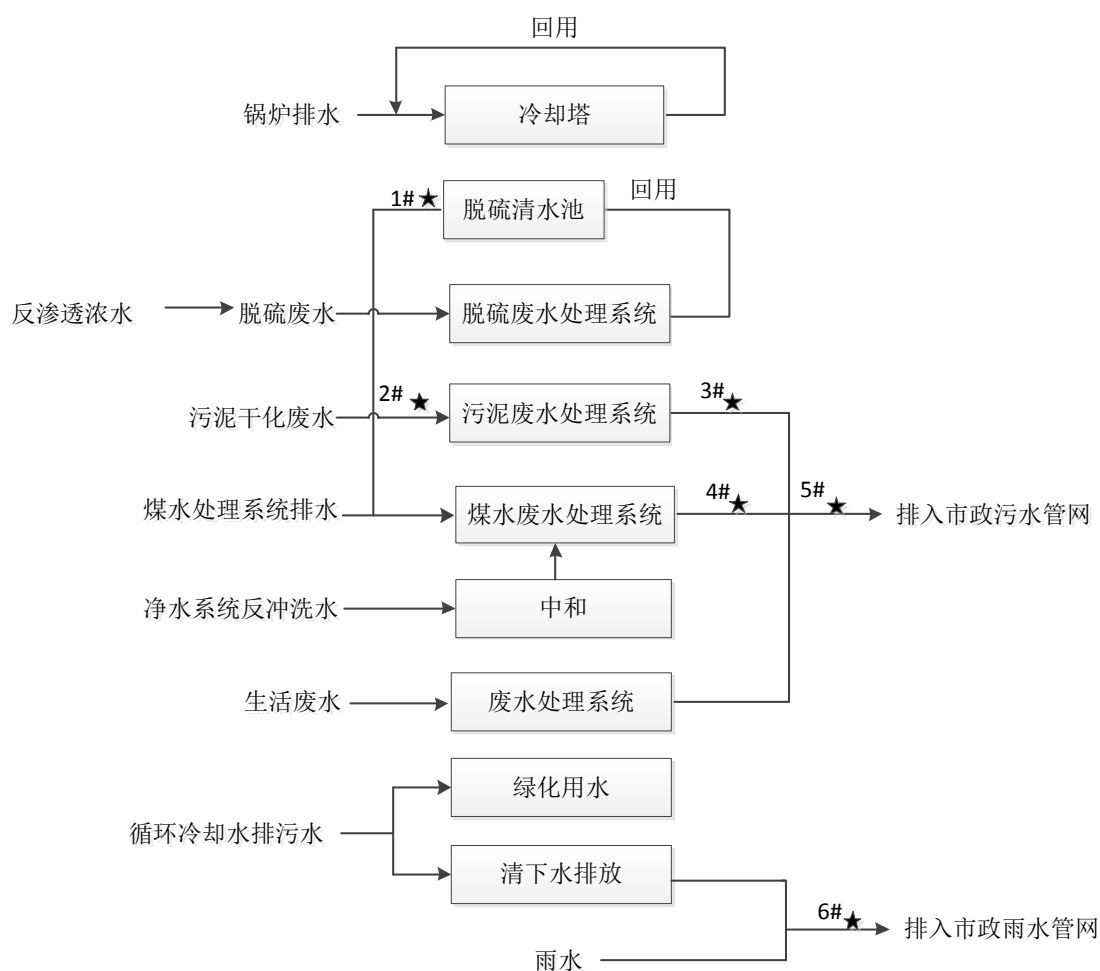 回用
锅炉排水
冷却塔
1#★
脱硫清水池
回用
反渗透浓水
脱硫废水
脱硫废水处理系统
2#★
3#★
污泥干化废水
污泥废水处理系统
4#★
5#★
煤水处理系统排水
煤水废水处理系统
排入市政污水管网
净水系统反冲洗水
中和
生活废水
废水处理系统
绿化用水
循环冷却水排污水
清下水排放
6#★
排入市政雨水管网
雨水